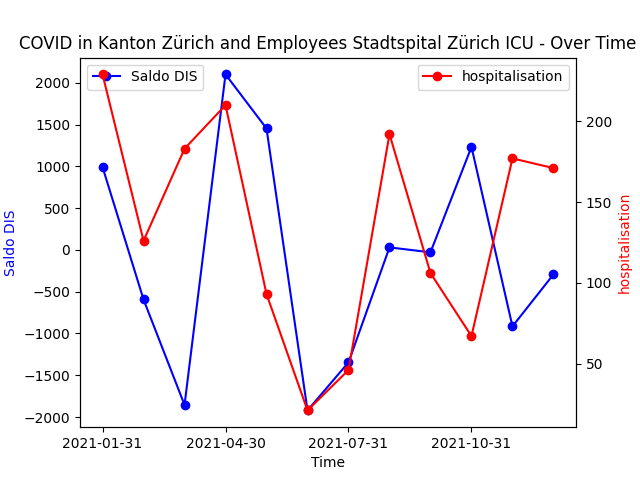 COVID in Kanton Zürich and Employees Stadtspital Zürich ICU - Over Time
Saldo DIS
hospitalisation
2000
1500
1000
500
0
−500
−1000
−1500
−2000
Saldo DIS
200
150
100
50
hospitalisation
2021-01-31 2021-04-30 2021-07-31 2021-10-31
Time